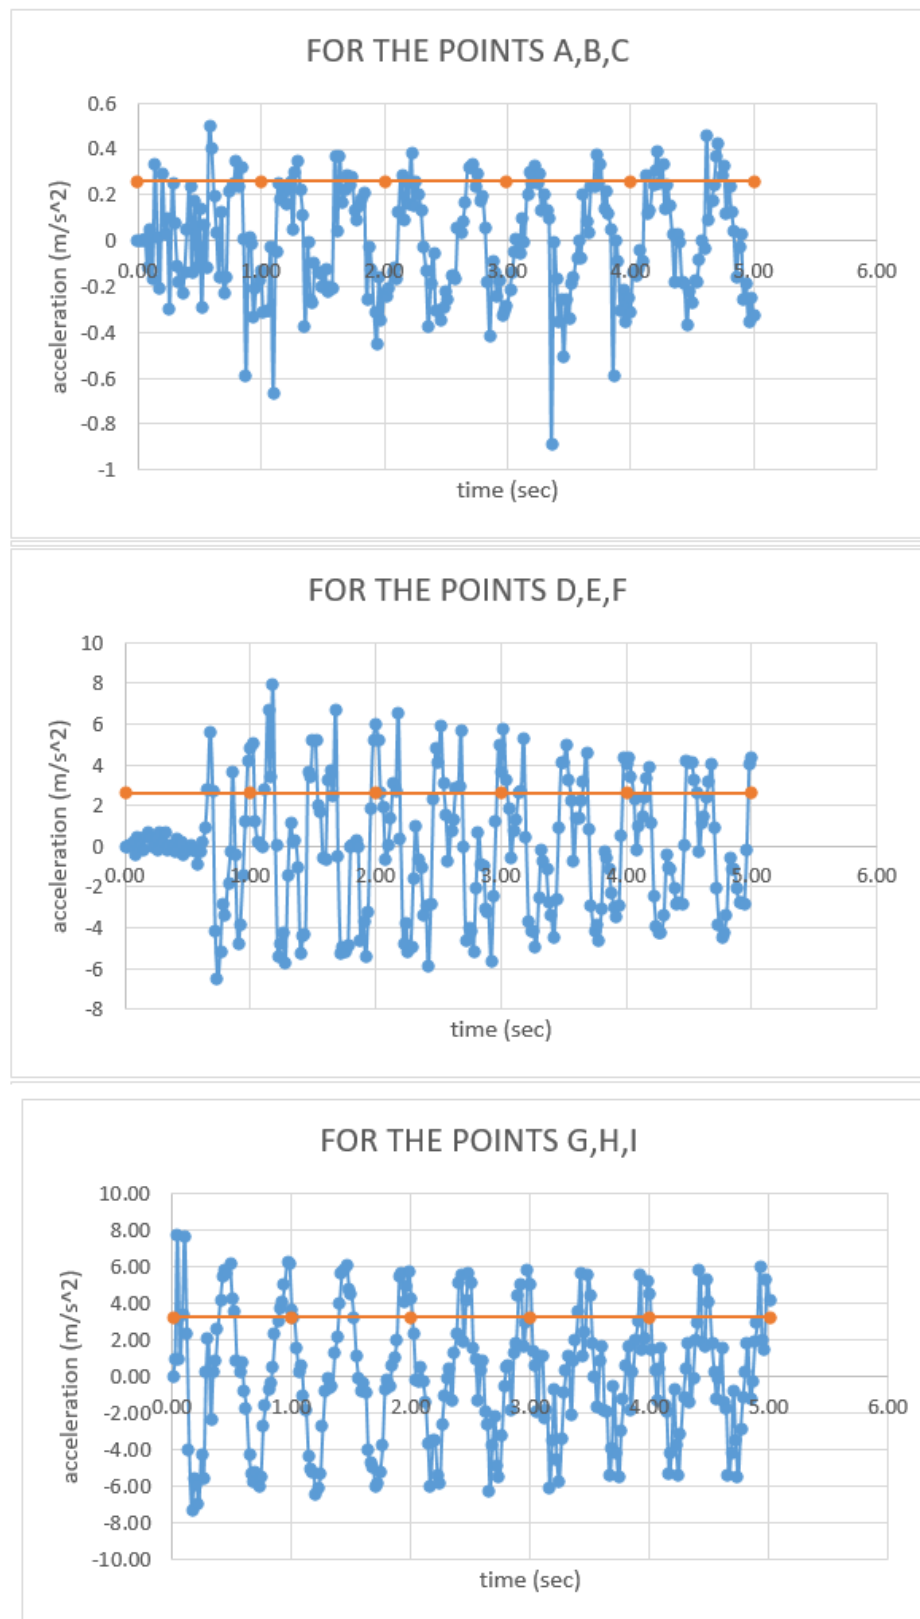 FOR THE POINTS A,B,C
acceleration (m/s^2)
0.6
0.4
0.2
0
-0.2
-0.4
-0.6
-0.8
-1
0.00 1.00 2.00 3.00 4.00 5.00 6.00
time (sec)
FOR THE POINTS D,E,F
acceleration (m/s^2)
10
8
6
4
2
0
-2
-4
-6
-8
0.00 1.00 2.00 3.00 4.00 5.00 6.00
time (sec)
FOR THE POINTS G,H,I
acceleration (m/s^2)
10.00
8.00
6.00
4.00
2.00
0.00
-2.00
-4.00
-6.00
-8.00
-10.00
0.00 1.00 2.00 3.00 4.00 5.00 6.00
time (sec)